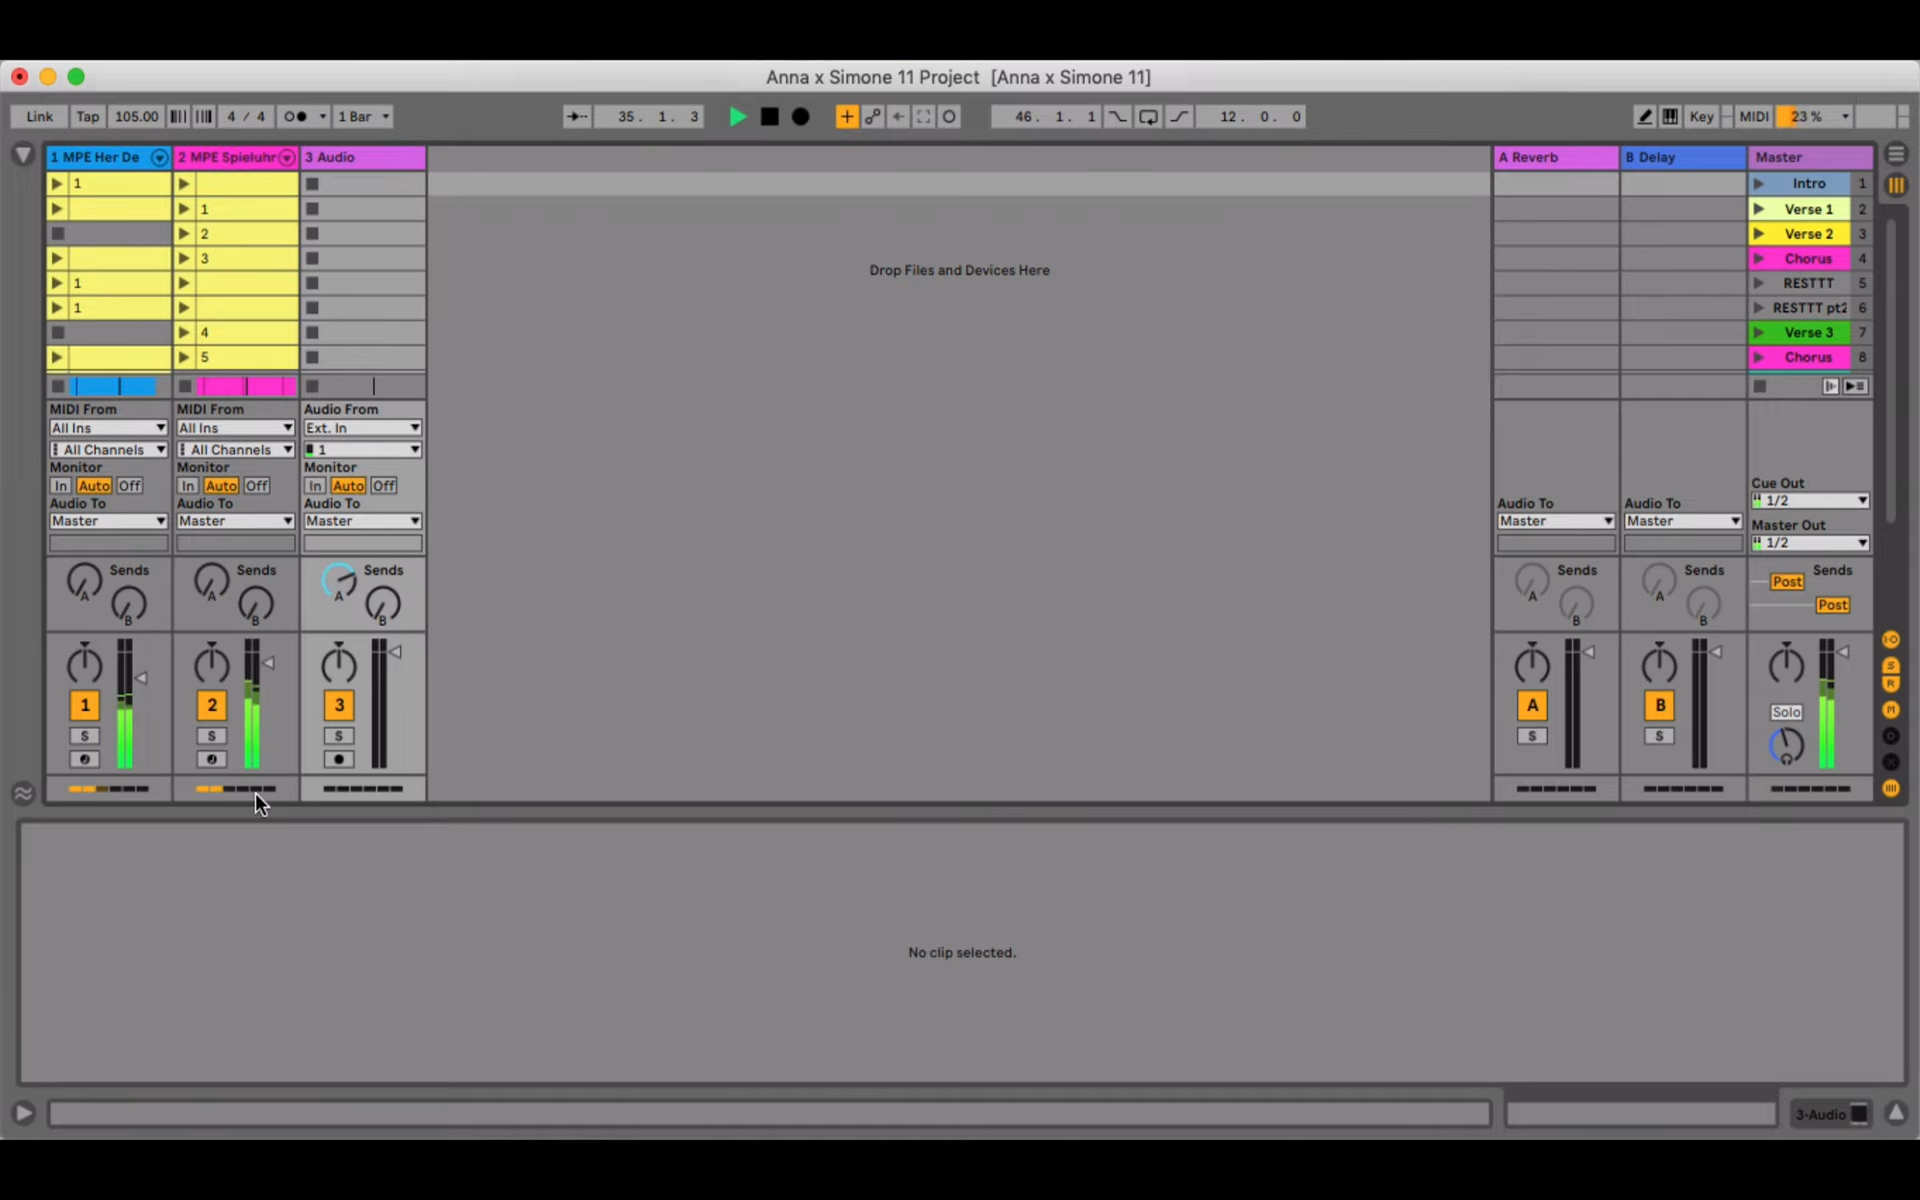 Anna x Simone 11 Project [Anna x Simone 11]
Link Tap 105.00 4 / 4 1 Bar 35. 1. 3 46. 1. 1 12. 0. 0 Key MIDI 23 %
1 MPE Her De 2 MPE Spieluhr 3 Audio A Reverb B Delay Master
1 Intro 1
1 Verse 1 2
2 Verse 2 3
3 Chorus 4
1 RESTTT 5
1 RESTTT pt2 6
4 Verse 3 7
5 Chorus 8
Drop Files and Devices Here
MIDI From MIDI From Audio From
All Ins All Ins Ext. In
All Channels All Channels 1
Monitor Monitor Monitor
In Auto Off In Auto Off In Auto Off
Audio To Audio To Audio To Audio To Audio To
Master Master Master Master Master
Cue Out
1/2
Master Out
1/2
Sends Sends Sends Sends Sends Sends
A A A A A Post
B B B B B Post
1 2 3 A B Solo
S S S S S
I·O
S
R
M
No clip selected.
3-Audio